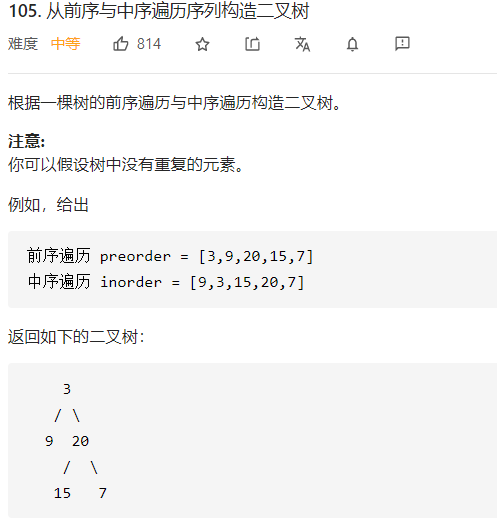 105. 从前序与中序遍历序列构造二叉树
难度 中等 814
根据一棵树的前序遍历与中序遍历构造二叉树。
注意:
你可以假设树中没有重复的元素。
例如，给出
前序遍历 preorder = [3,9,20,15,7]
中序遍历 inorder = [9,3,15,20,7]
返回如下的二叉树：
3
/ \
9 20
/ \
15 7